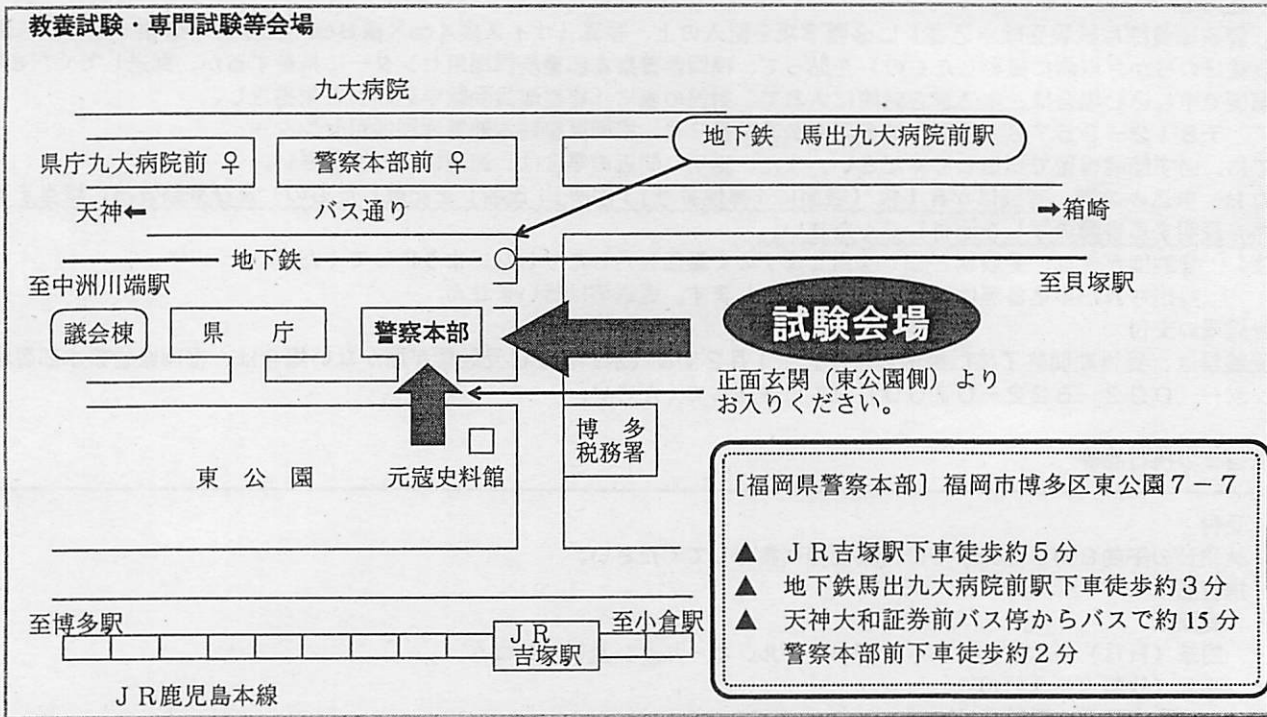 教養試験・専門試験等会場
九大病院
地下鉄 馬出九大病院前駅
県庁九大病院前
警察本部前
天神←
バス通り
→箱崎
地下鉄
至中洲川端駅
至貝塚駅
議会棟
県 庁
警察本部
試験会場
正面玄関（東公園側）より
お入りください。
博多
税務署
東 公 園
元寇史料館
［福岡県警察本部］福岡市博多区東公園７－７
▲ ＪＲ吉塚駅下車徒歩約５分
▲ 地下鉄馬出九大病院前駅下車徒歩約３分
▲ 天神大和証券前バス停からバスで約15分
警察本部前下車徒歩約２分
至博多駅
ＪＲ
吉塚駅
至小倉駅
ＪＲ鹿児島本線